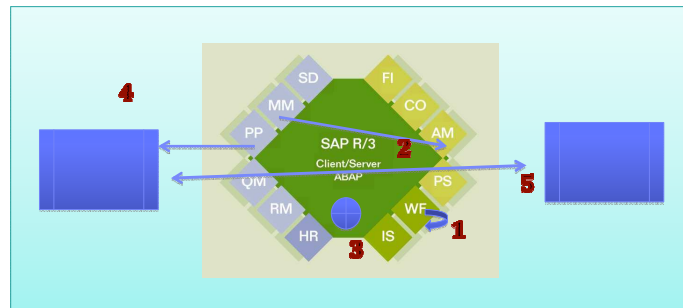 SD
FI
MM
CO
4
PP
AM
SAP R/3
2
Client/Server
ABAP
QM
PS
5
RM
WF
1
HR
IS
3